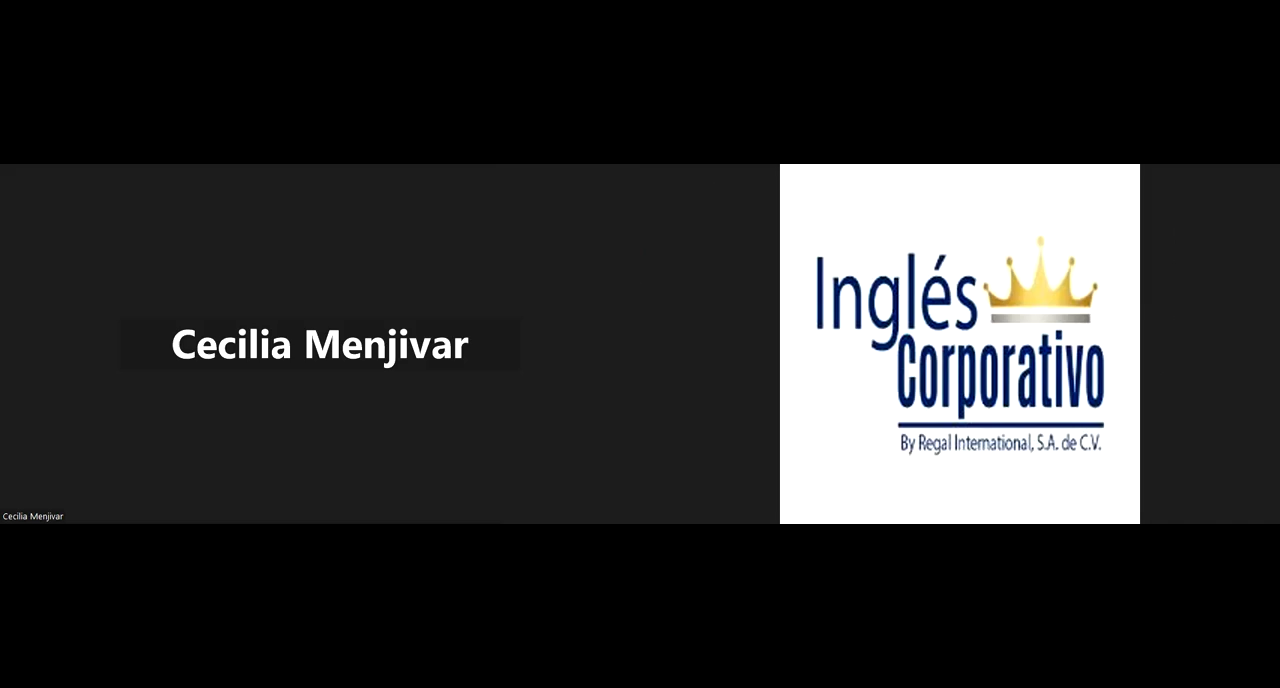 Cecilia Menjivar
Inglés
Corporativo
By Regal International, S.A. de C.V.
Cecilia Menjivar